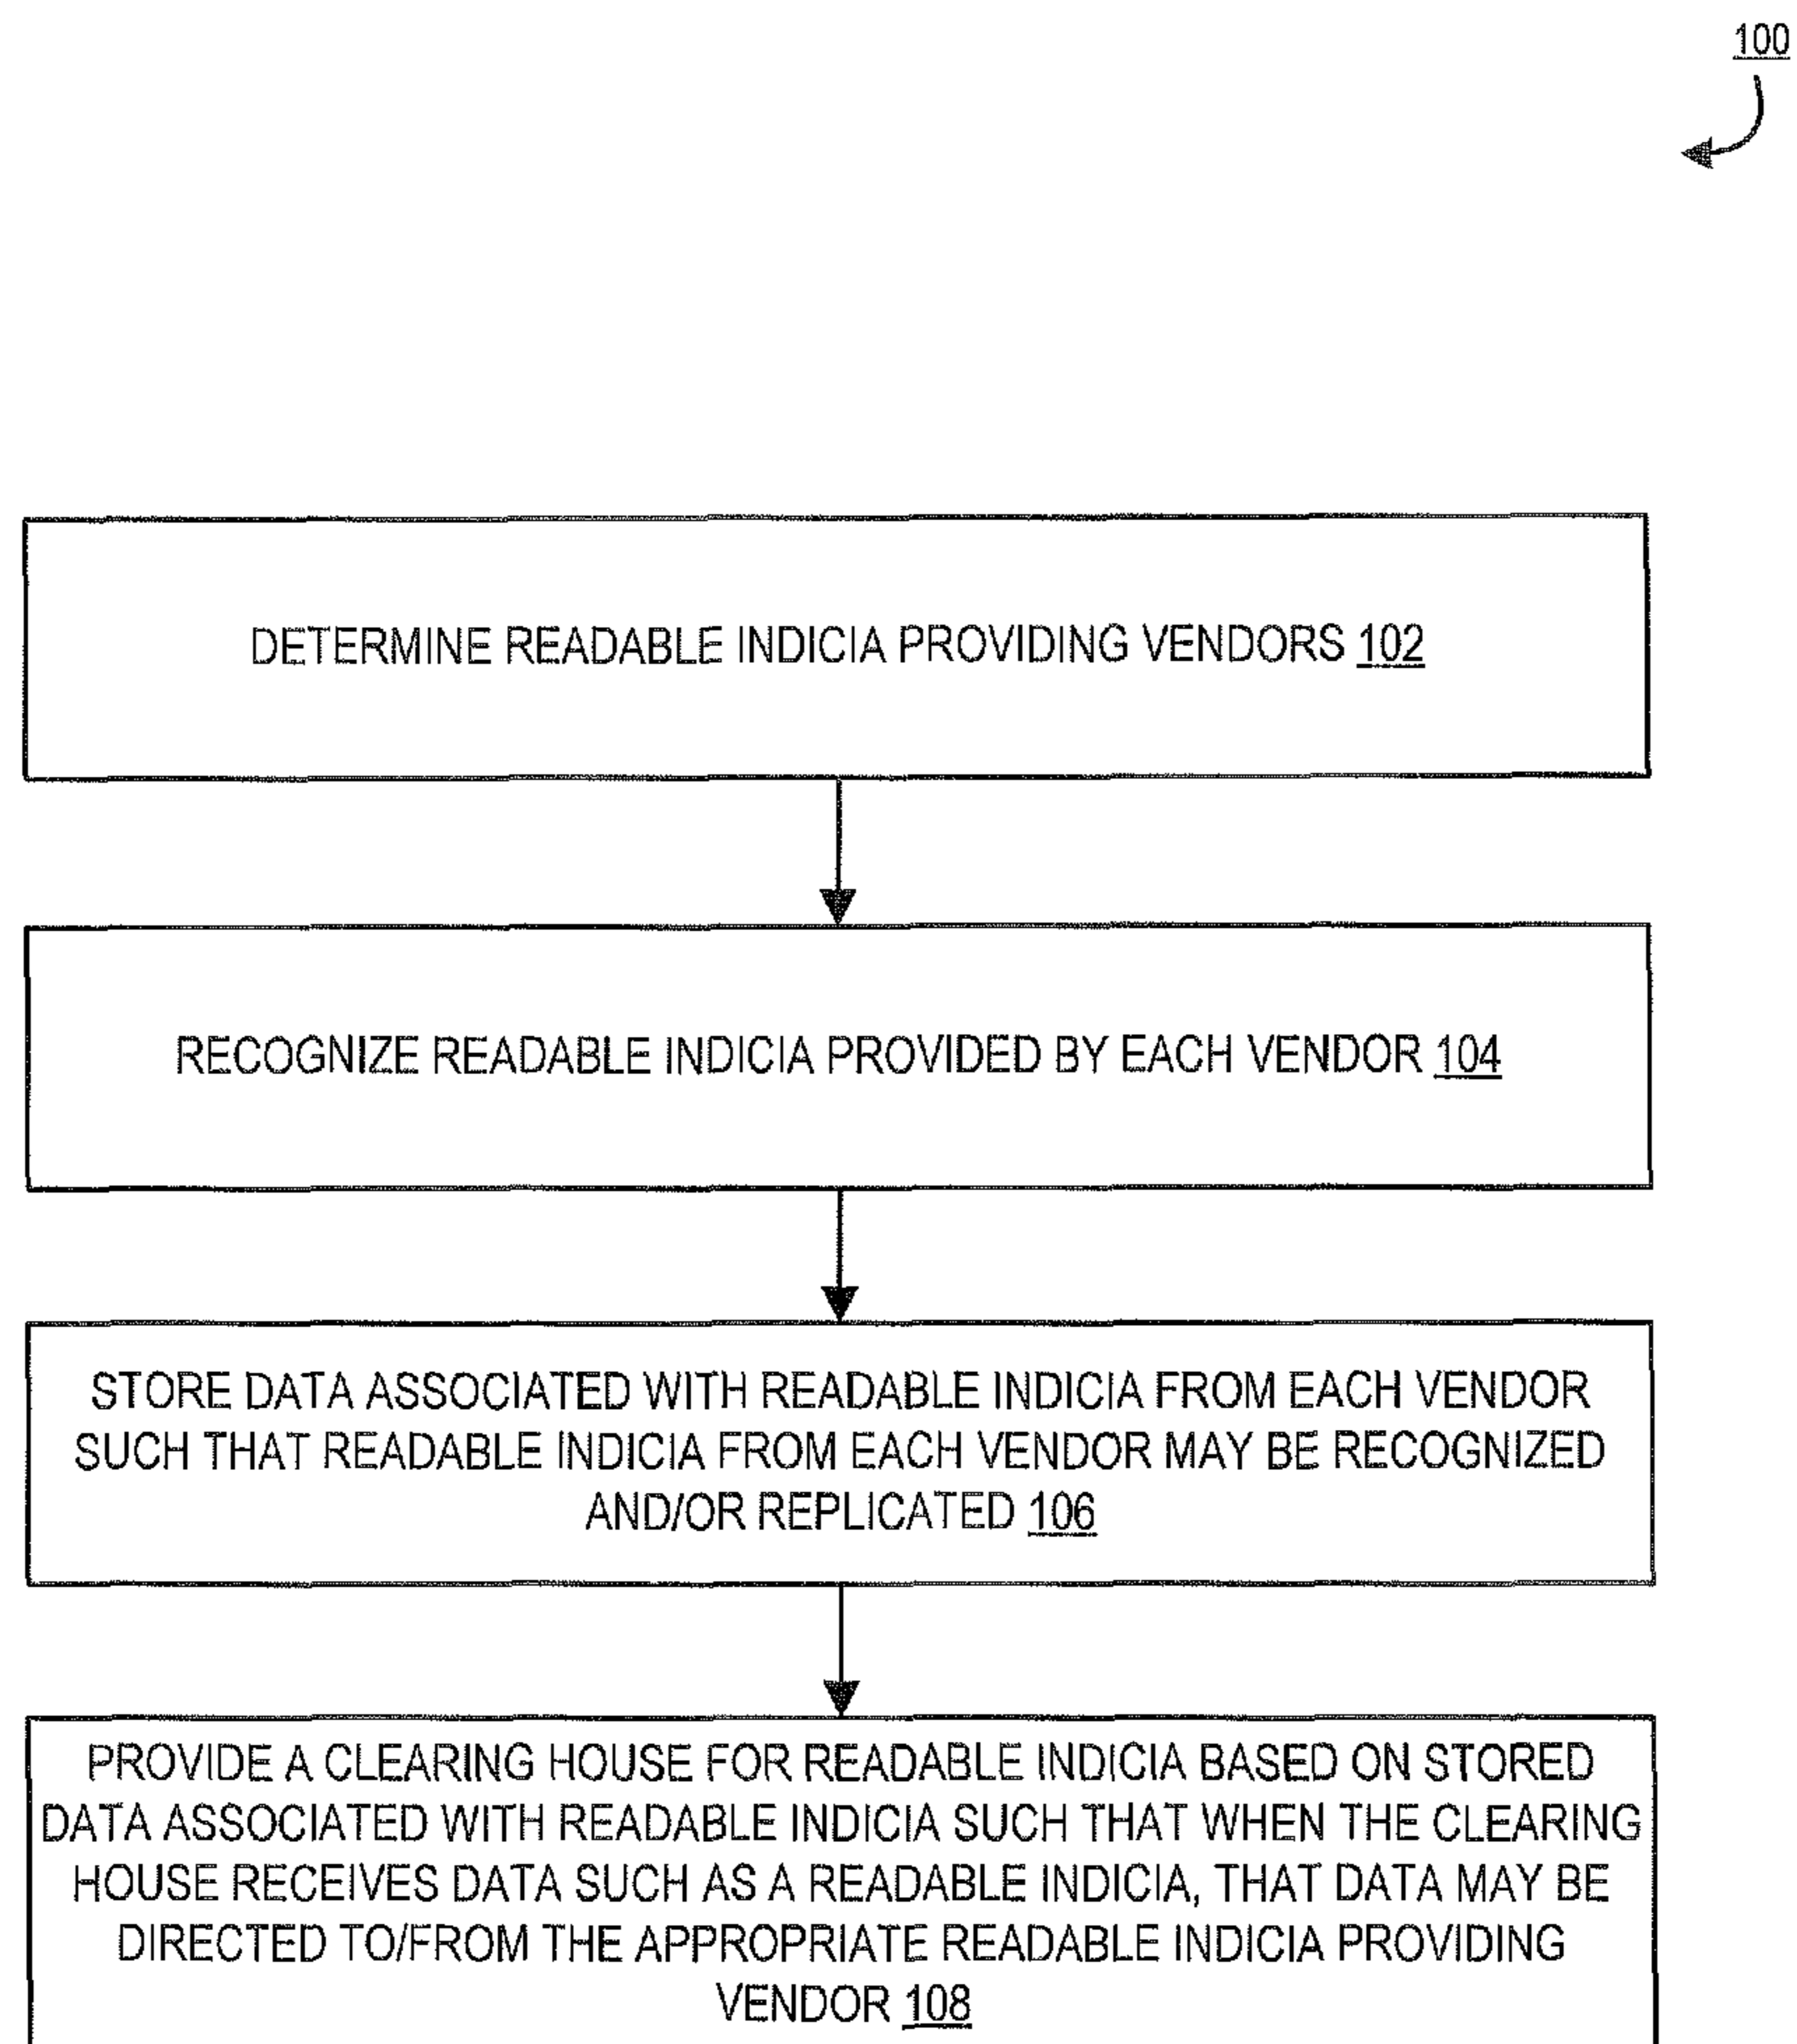 100
DETERMINE READABLE INDICIA PROVIDING VENDORS 102
RECOGNIZE READABLE INDICIA PROVIDED BY EACH VENDOR 104
STORE DATA ASSOCIATED WITH READABLE INDICIA FROM EACH VENDOR
SUCH THAT READABLE INDICIA FROM EACH VENDOR MAY BE RECOGNIZED
AND/OR REPLICATED 106
PROVIDE A CLEARING HOUSE FOR READABLE INDICIA BASED ON STORED
DATA ASSOCIATED WITH READABLE INDICIA SUCH THAT WHEN THE CLEARING
HOUSE RECEIVES DATA SUCH AS A READABLE INDICIA, THAT DATA MAY BE
DIRECTED TO/FROM THE APPROPRIATE READABLE INDICIA PROVIDING
VENDOR 108